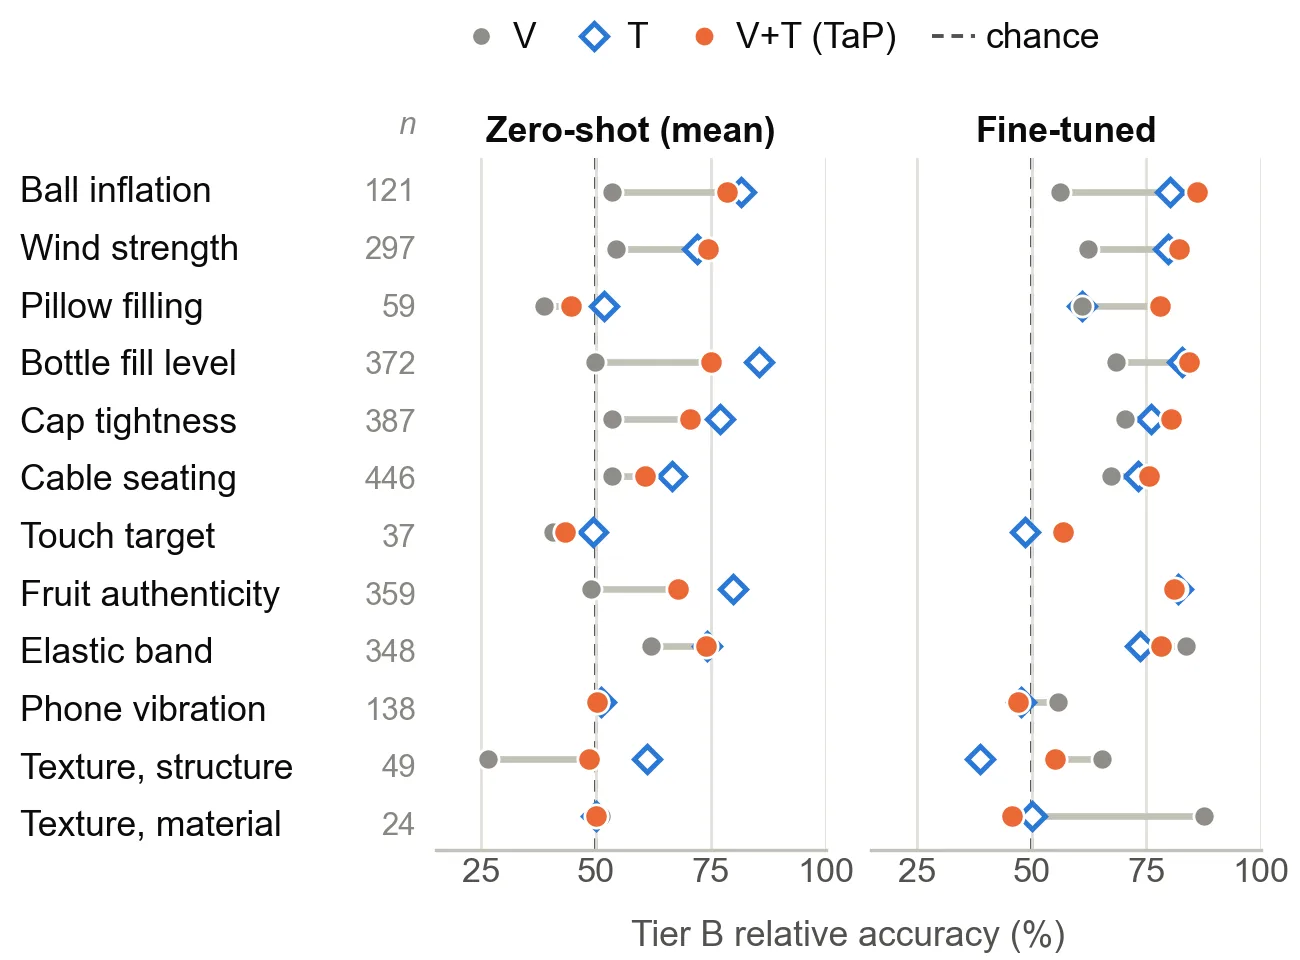 V T V+T (TaP) chance
n Zero-shot (mean) Fine-tuned
Ball inflation 121
Wind strength 297
Pillow filling 59
Bottle fill level 372
Cap tightness 387
Cable seating 446
Touch target 37
Fruit authenticity 359
Elastic band 348
Phone vibration 138
Texture, structure 49
Texture, material 24
25 50 75 100 25 50 75 100
Tier B relative accuracy (%)